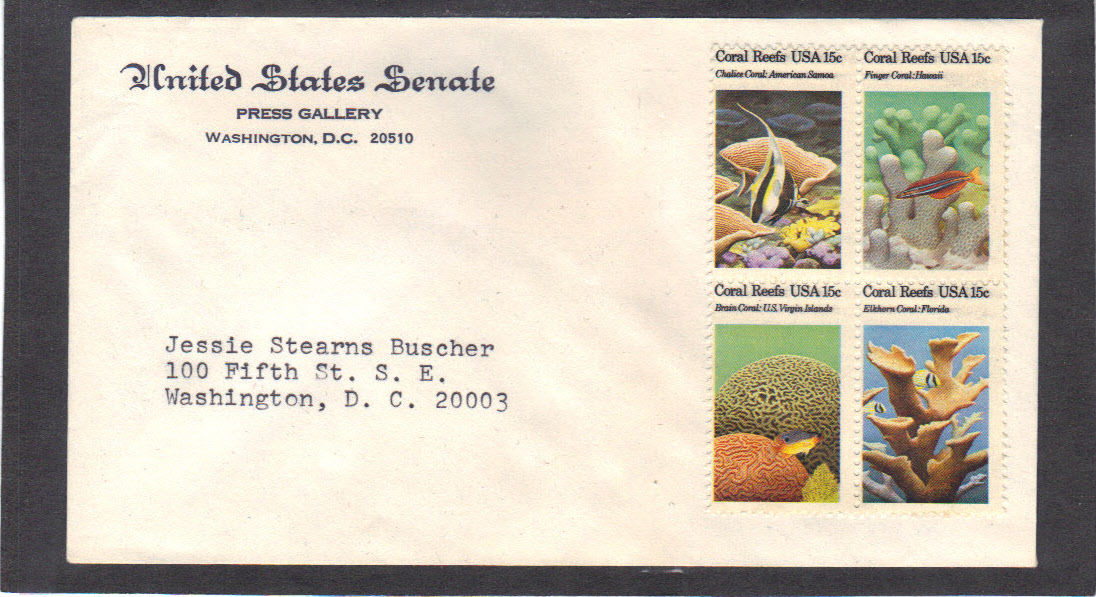 United States Senate
PRESS GALLERY
WASHINGTON, D.C. 20510
Coral Reefs USA 15c
Chalice Coral: American Samoa
Coral Reefs USA 15c
Finger Coral: Hawaii
Coral Reefs USA 15c
Brain Coral: U.S. Virgin Islands
Coral Reefs USA 15c
Elkhorn Coral: Florida
Jessie Stearns Buscher
100 Fifth St. S. E.
Washington, D. C. 20003